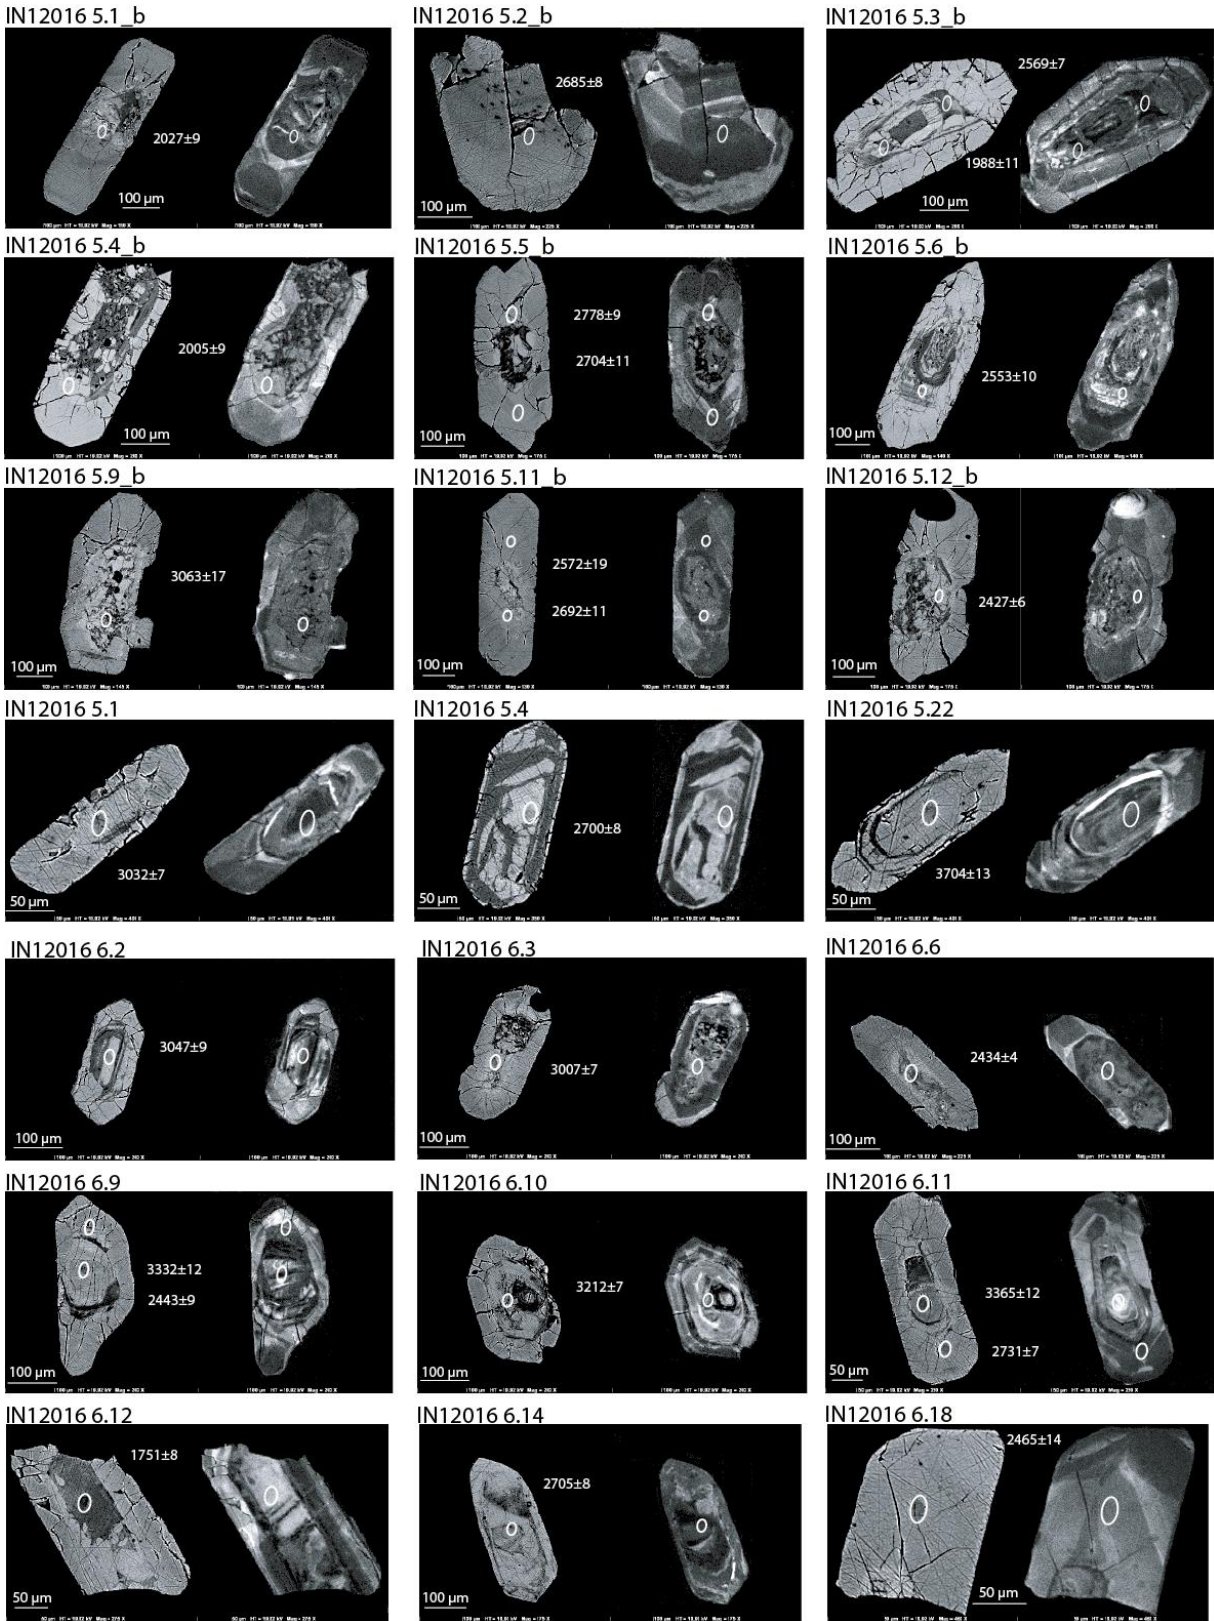 IN12016 5.1_b
IN12016 5.2_b
IN12016 5.3_b
2027±9
100 µm
2685±8
100 µm
2569±7
1988±11
100 µm
IN12016 5.4_b
IN12016 5.5_b
IN12016 5.6_b
2005±9
100 µm
2778±9
2704±11
100 µm
2553±10
100 µm
IN12016 5.9_b
IN12016 5.11_b
IN12016 5.12_b
3063±17
100 µm
2572±19
2692±11
100 µm
2427±6
100 µm
IN12016 5.1
IN12016 5.4
IN12016 5.22
3032±7
50 µm
2700±8
50 µm
3704±13
50 µm
IN12016 6.2
IN12016 6.3
IN12016 6.6
3047±9
100 µm
3007±7
100 µm
2434±4
100 µm
IN12016 6.9
IN12016 6.10
IN12016 6.11
3332±12
2443±9
100 µm
3212±7
100 µm
3365±12
2731±7
50 µm
IN12016 6.12
IN12016 6.14
IN12016 6.18
1751±8
50 µm
2705±8
100 µm
2465±14
50 µm